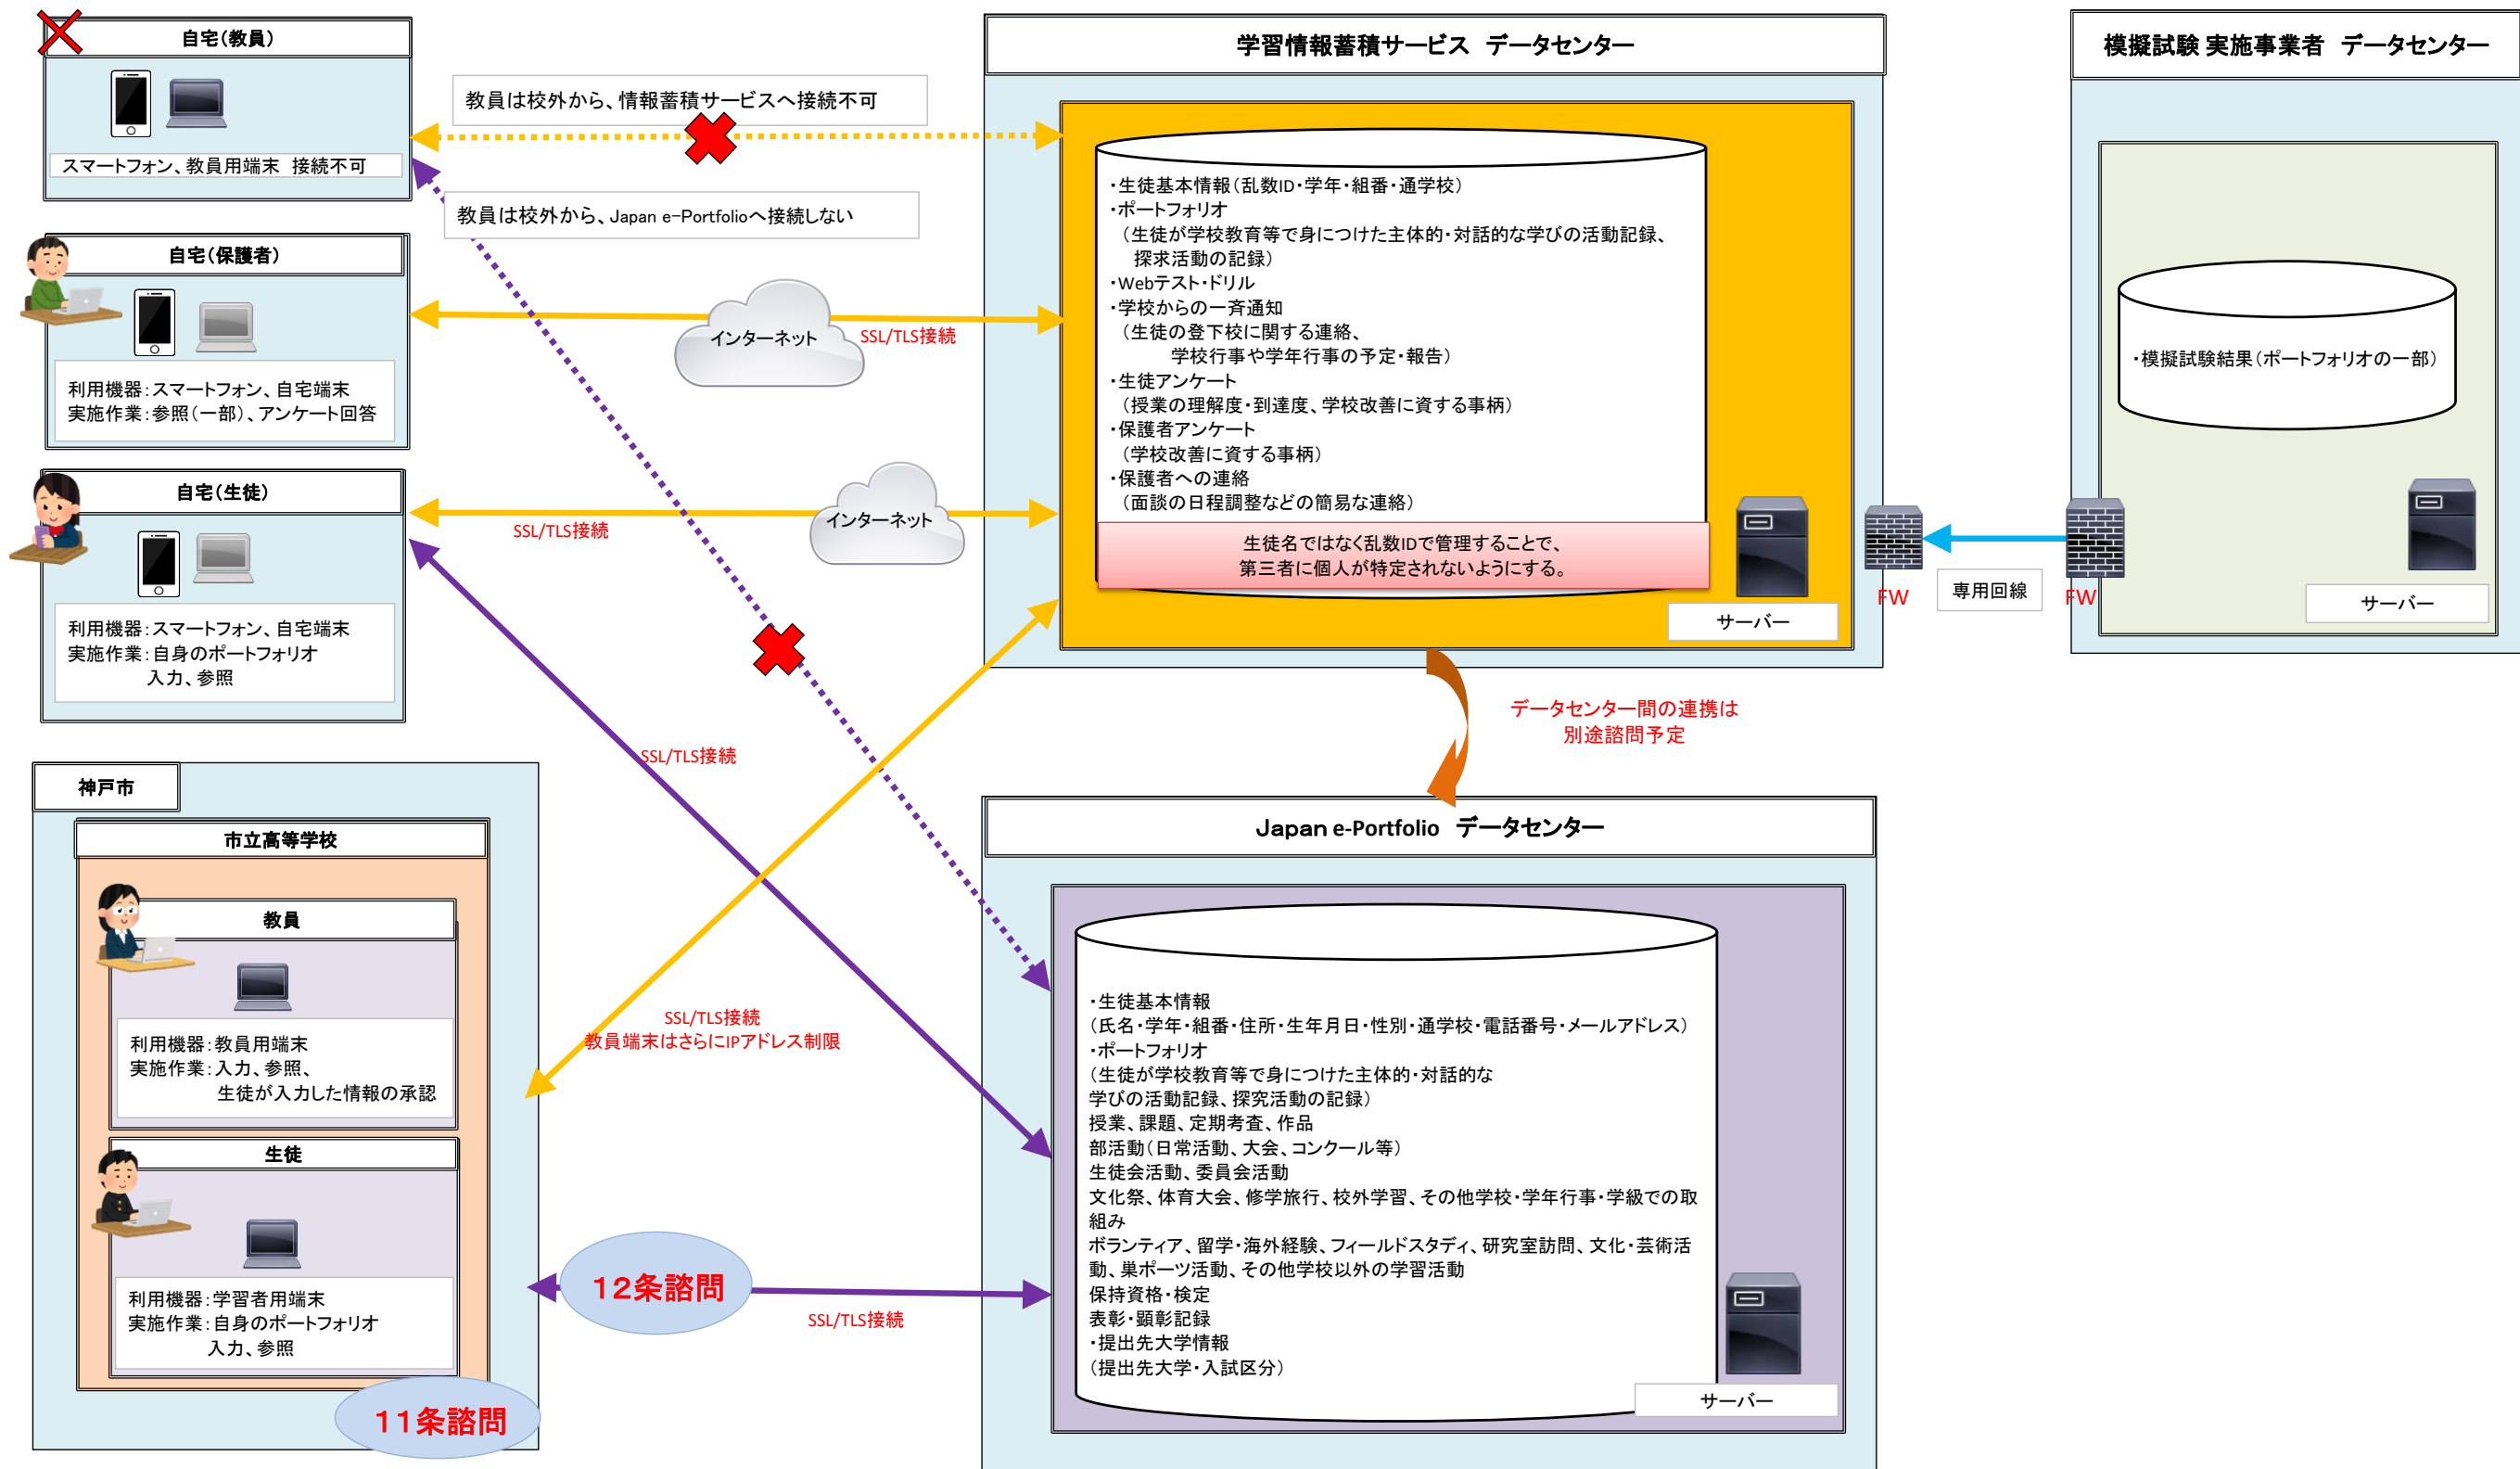 自宅(教員)
スマートフォン、教員用端末 接続不可
教員は校外から、情報蓄積サービスへ接続不可
教員は校外から、Japan e-Portfolioへ接続しない
自宅(保護者)
利用機器:スマートフォン、自宅端末
実施作業:参照(一部)、アンケート回答
インターネット
SSL/TLS接続
自宅(生徒)
利用機器:スマートフォン、自宅端末
実施作業:自身のポートフォリオ
入力、参照
SSL/TLS接続
インターネット
SSL/TLS接続
学習情報蓄積サービス データセンター
・生徒基本情報(乱数ID・学年・組番・通学校)
・ポートフォリオ
(生徒が学校教育等で身につけた主体的・対話的な学びの活動記録、
探求活動の記録)
・Webテスト・ドリル
・学校からの一斉通知
(生徒の登下校に関する連絡、
学校行事や学年行事の予定・報告)
・生徒アンケート
(授業の理解度・到達度、学校改善に資する事柄)
・保護者アンケート
(学校改善に資する事柄)
・保護者への連絡
(面談の日程調整などの簡易な連絡)
生徒名ではなく乱数IDで管理することで、
第三者に個人が特定されないようにする。
サーバー
FW
専用回線
FW
模擬試験 実施事業者 データセンター
・模擬試験結果(ポートフォリオの一部)
サーバー
データセンター間の連携は
別途諮問予定
神戸市
市立高等学校
教員
利用機器:教員用端末
実施作業:入力、参照、
生徒が入力した情報の承認
生徒
利用機器:学習者用端末
実施作業:自身のポートフォリオ
入力、参照
11条諮問
SSL/TLS接続
教員端末はさらにIPアドレス制限
12条諮問
SSL/TLS接続
Japan e-Portfolio データセンター
・生徒基本情報
(氏名・学年・組番・住所・生年月日・性別・通学校・電話番号・メールアドレス)
・ポートフォリオ
(生徒が学校教育等で身につけた主体的・対話的な
学びの活動記録、探究活動の記録)
授業、課題、定期考査、作品
部活動(日常活動、大会、コンクール等)
生徒会活動、委員会活動
文化祭、体育大会、修学旅行、校外学習、その他学校・学年行事・学級での取
組み
ボランティア、留学・海外経験、フィールドスタディ、研究室訪問、文化・芸術活
動、巣ポーツ活動、その他学校以外の学習活動
保持資格・検定
表彰・顕彰記録
・提出先大学情報
(提出先大学・入試区分)
サーバー